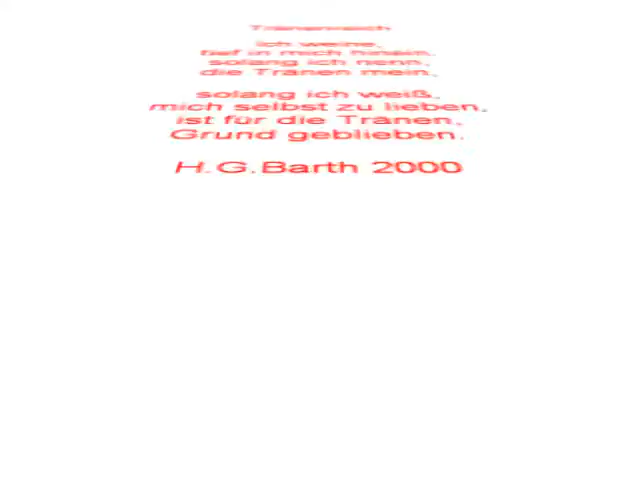 Tränenreich
Ich weine,
tief in mich hinein.
solang ich nenn,
die Tränen mein,
solang ich weiß,
mich selbst zu lieben,
ist für die Tränen,
Grund geblieben.
H.G.Barth 2000